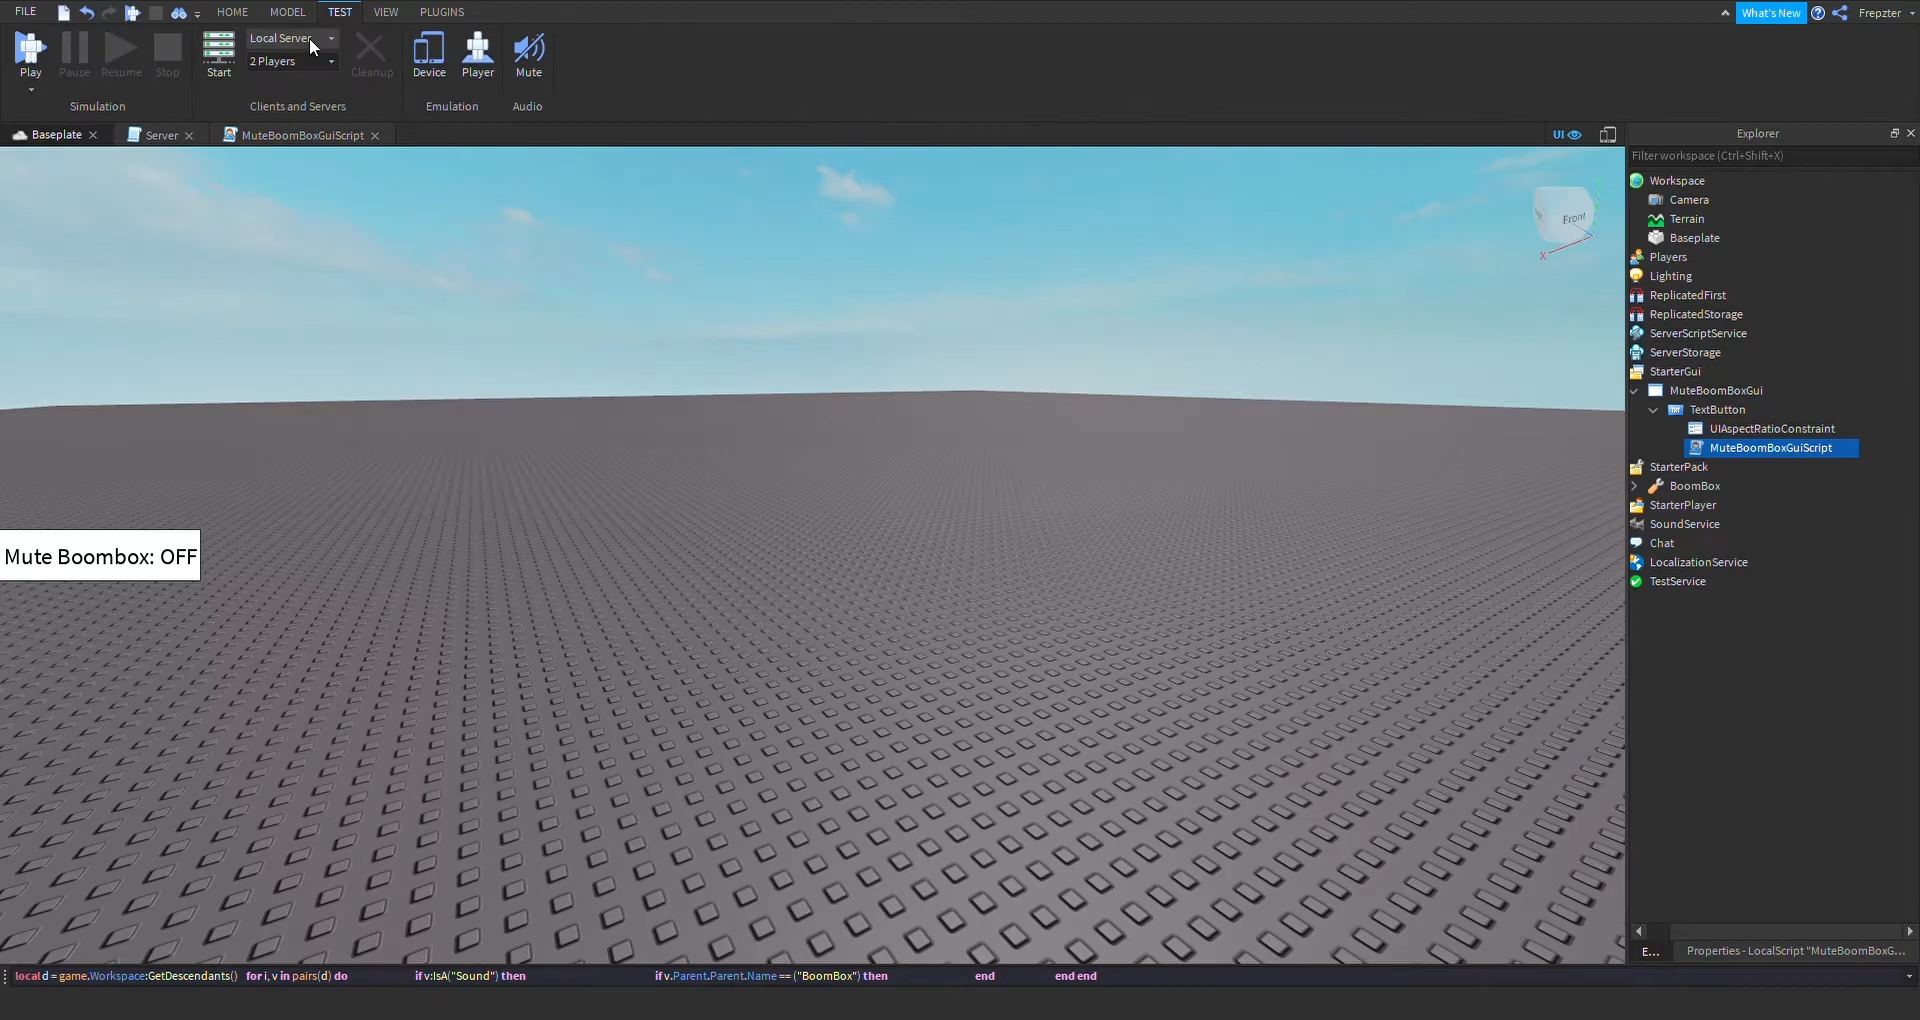 FILE
HOME
MODEL
TEST
VIEW
PLUGINS
What's New
Frepzter
Play
Pause
Resume
Stop
Simulation
Start
Local Server
2 Players
Cleanup
Clients and Servers
Device
Player
Emulation
Mute
Audio
Baseplate
Server
MuteBoomBoxGuiScript
UI
Explorer
Filter workspace (Ctrl+Shift+X)
Workspace
Camera
Terrain
Baseplate
Players
Lighting
ReplicatedFirst
ReplicatedStorage
ServerScriptService
ServerStorage
StarterGui
MuteBoomBoxGui
TextButton
UIAspectRatioConstraint
MuteBoomBoxGuiScript
StarterPack
BoomBox
StarterPlayer
SoundService
Chat
LocalizationService
TestService
Front
X
Mute Boombox: OFF
E...
Properties - LocalScript "MuteBoomBoxG...
local d = game.Workspace:GetDescendants() for i, v in pairs(d) do if v:IsA("Sound") then if v.Parent.Parent.Name == ("BoomBox") then end end end